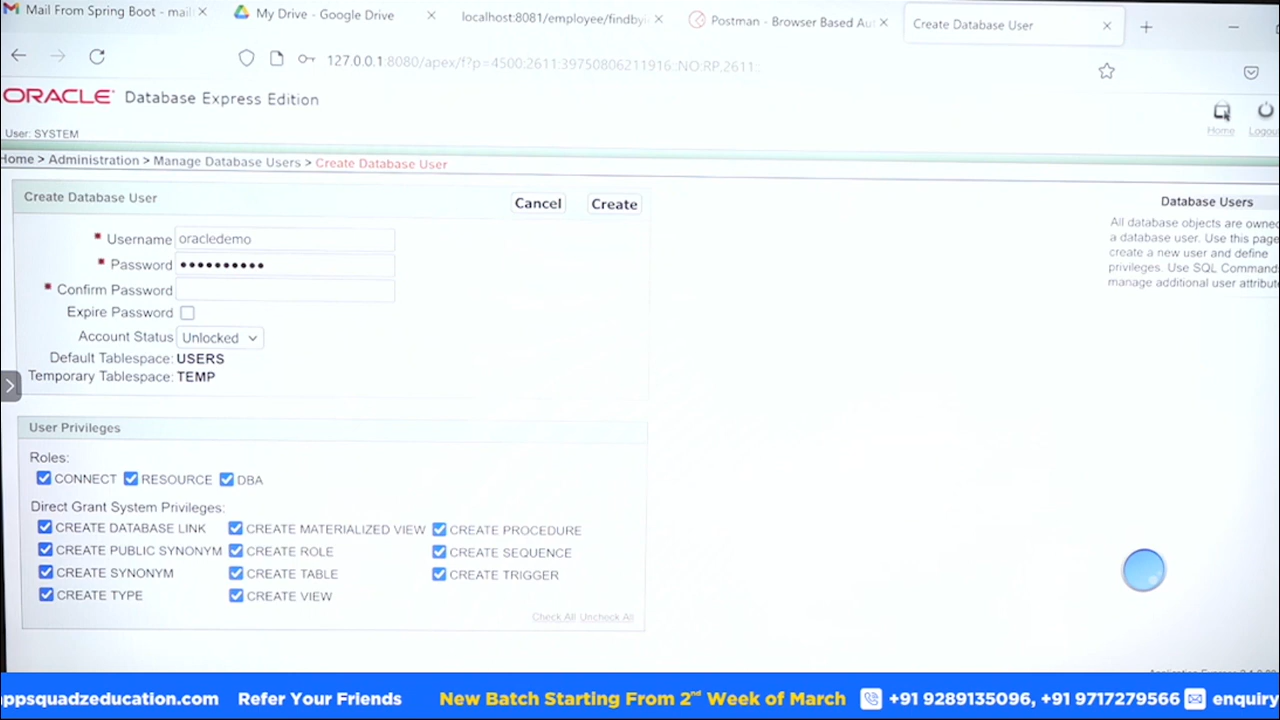 Mail From Spring Boot - mail
My Drive - Google Drive
localhost:8081/employee/findbyi
Postman - Browser Based Au
Create Database User
127.0.0.1:8080/apex/f?p=4500:2611:39750806211916::NO:RP,2611::
ORACLE Database Express Edition
User: SYSTEM
Home
Logou
Home > Administration > Manage Database Users > Create Database User
Create Database User
Cancel
Create
Username oracledemo
Password
Confirm Password
Expire Password
Account Status Unlocked
Default Tablespace: USERS
Temporary Tablespace: TEMP
Database Users
All database objects are owned
a database user. Use this page
create a new user and define
privileges. Use SQL Command
manage additional user attribut
User Privileges
Roles:
CONNECT RESOURCE DBA
Direct Grant System Privileges:
CREATE DATABASE LINK CREATE MATERIALIZED VIEW CREATE PROCEDURE
CREATE PUBLIC SYNONYM CREATE ROLE CREATE SEQUENCE
CREATE SYNONYM CREATE TABLE CREATE TRIGGER
CREATE TYPE CREATE VIEW
Check All Uncheck All
appsquadzeducation.com Refer Your Friends New Batch Starting From 2nd Week of March +91 9289135096, +91 9717279566 enquiry